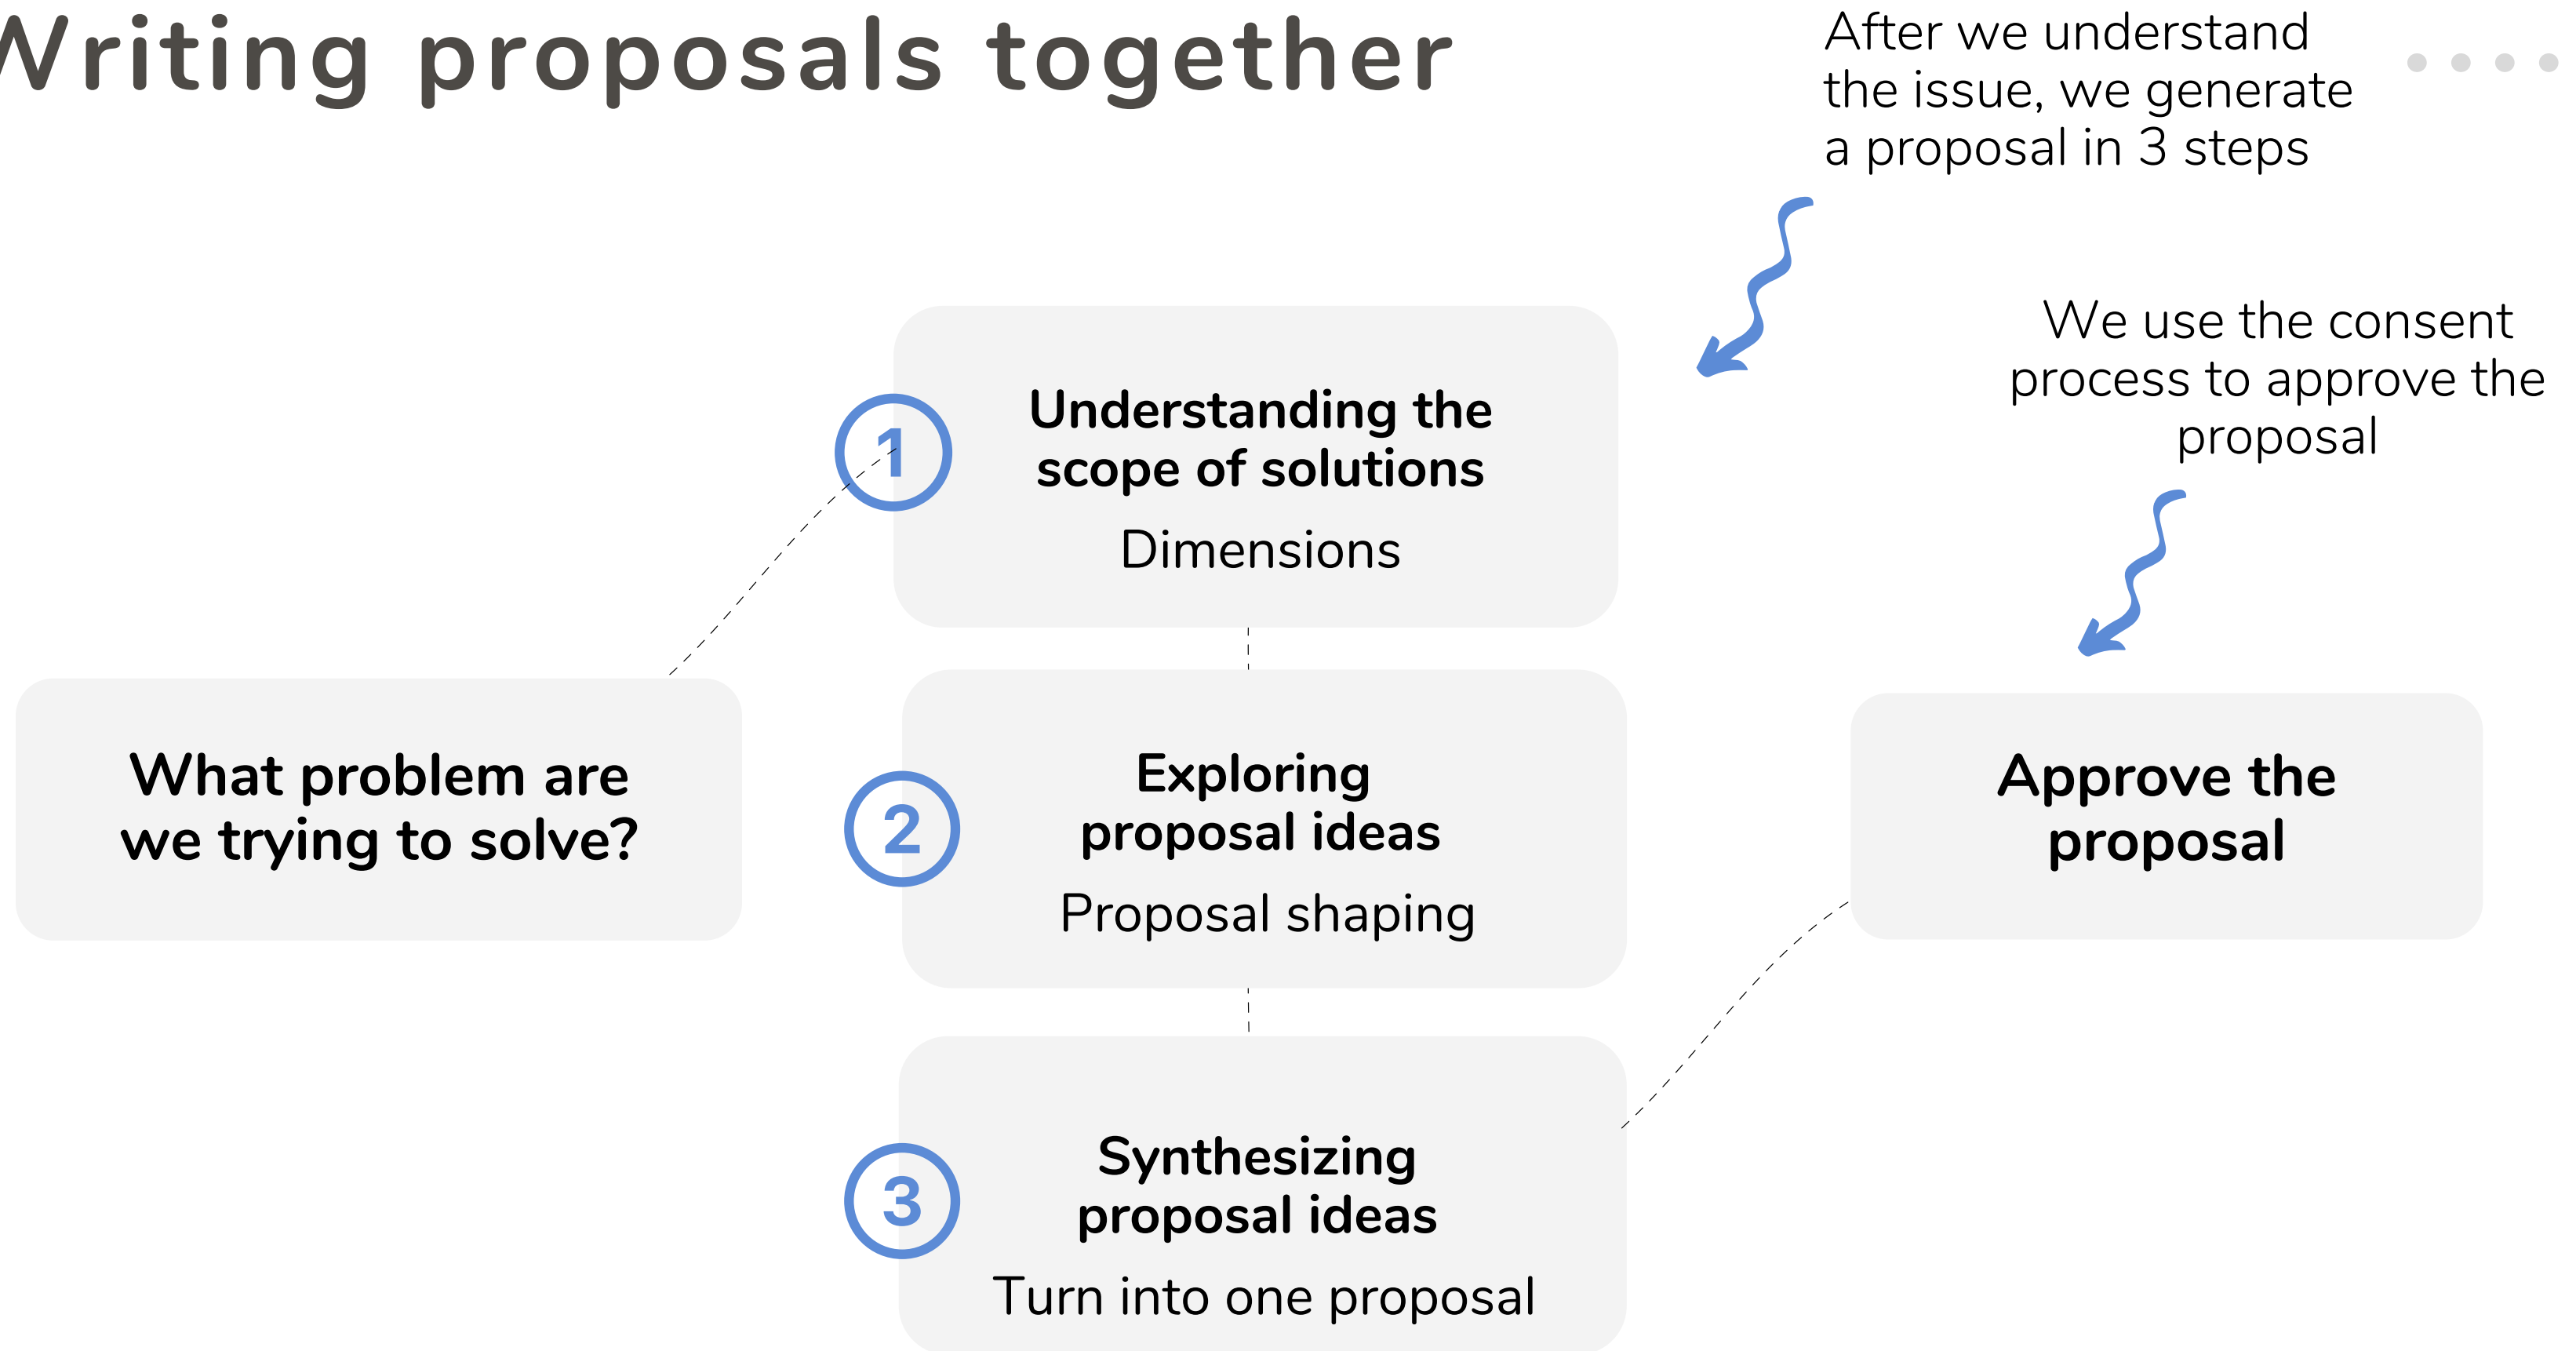 Writing proposals together
After we understand
the issue, we generate
a proposal in 3 steps
We use the consent
process to approve the
proposal
What problem are
we trying to solve?
1
Understanding the
scope of solutions
Dimensions
2
Exploring
proposal ideas
Proposal shaping
3
Synthesizing
proposal ideas
Turn into one proposal
Approve the
proposal